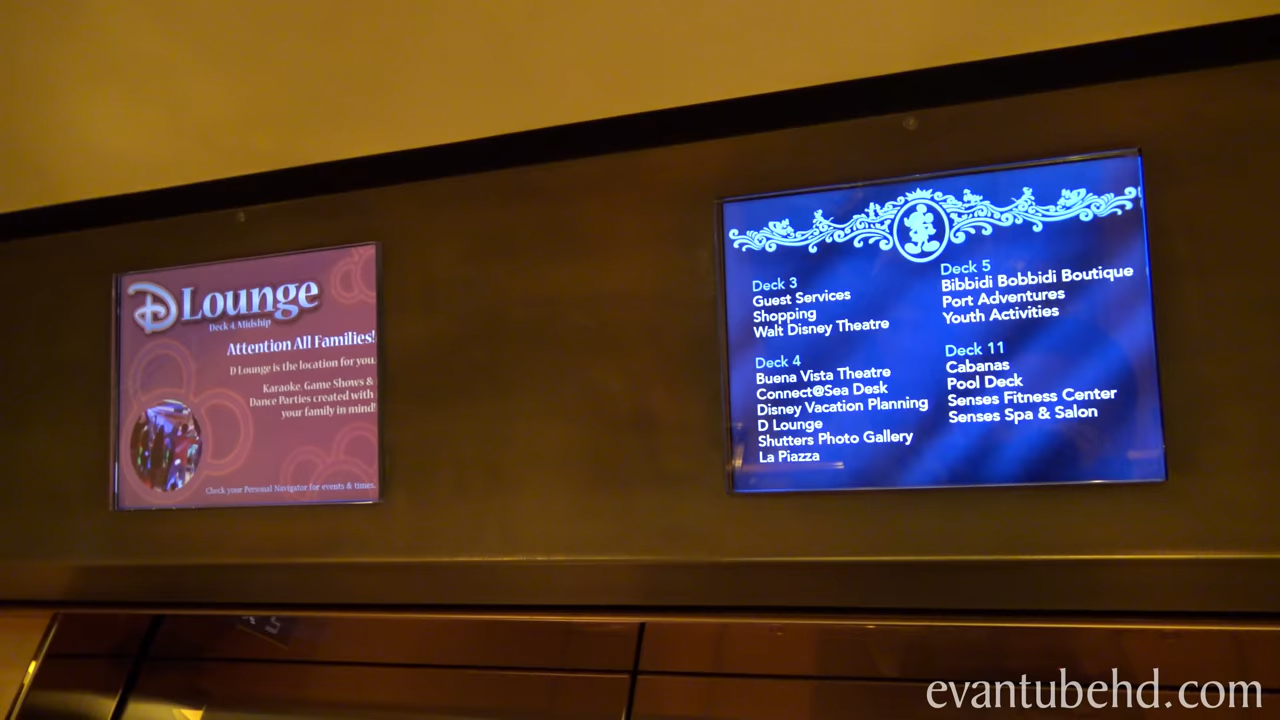 D Lounge
Deck 4, Midship
Attention All Families!
D Lounge is the location for you.
Karaoke, Game Shows &
Dance Parties created with
your family in mind!
Check your Personal Navigator for events & times.
Deck 3
Guest Services
Shopping
Walt Disney Theatre
Deck 4
Buena Vista Theatre
Connect@Sea Desk
Disney Vacation Planning
D Lounge
Shutters Photo Gallery
La Piazza
Deck 5
Bibbidi Bobbidi Boutique
Port Adventures
Youth Activities
Deck 11
Cabanas
Pool Deck
Senses Fitness Center
Senses Spa & Salon
evantubehd.com